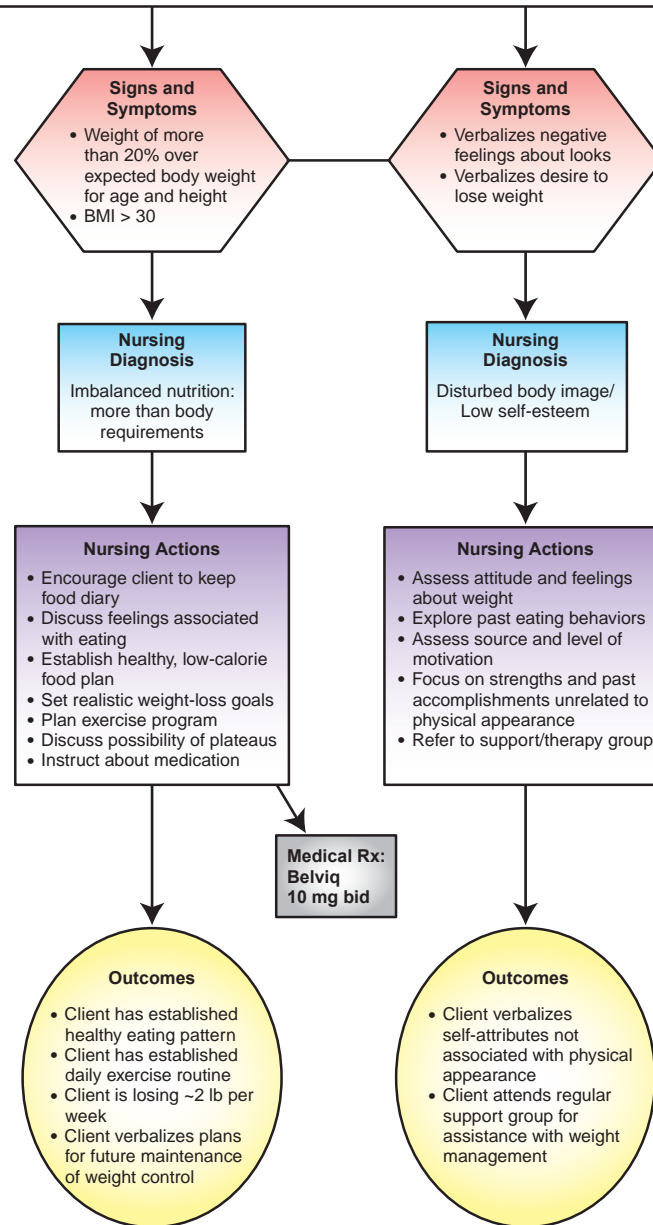 Signs and
Symptoms
• Weight of more
than 20% over
expected body weight
for age and height
• BMI > 30
Nursing
Diagnosis
Imbalanced nutrition:
more than body
requirements
Nursing Actions
• Encourage client to keep
food diary
• Discuss feelings associated
with eating
• Establish healthy, low-calorie
food plan
• Set realistic weight-loss goals
• Plan exercise program
• Discuss possibility of plateaus
• Instruct about medication
Medical Rx:
Belviq
10 mg bid
Outcomes
• Client has established
healthy eating pattern
• Client has established
daily exercise routine
• Client is losing ~2 lb per
week
• Client verbalizes plans
for future maintenance
of weight control
Signs and
Symptoms
• Verbalizes negative
feelings about looks
• Verbalizes desire to
lose weight
Nursing
Diagnosis
Disturbed body image/
Low self-esteem
Nursing Actions
• Assess attitude and feelings
about weight
• Explore past eating behaviors
• Assess source and level of
motivation
• Focus on strengths and past
accomplishments unrelated to
physical appearance
• Refer to support/therapy group
Outcomes
• Client verbalizes
self-attributes not
associated with physical
appearance
• Client attends regular
support group for
assistance with weight
management